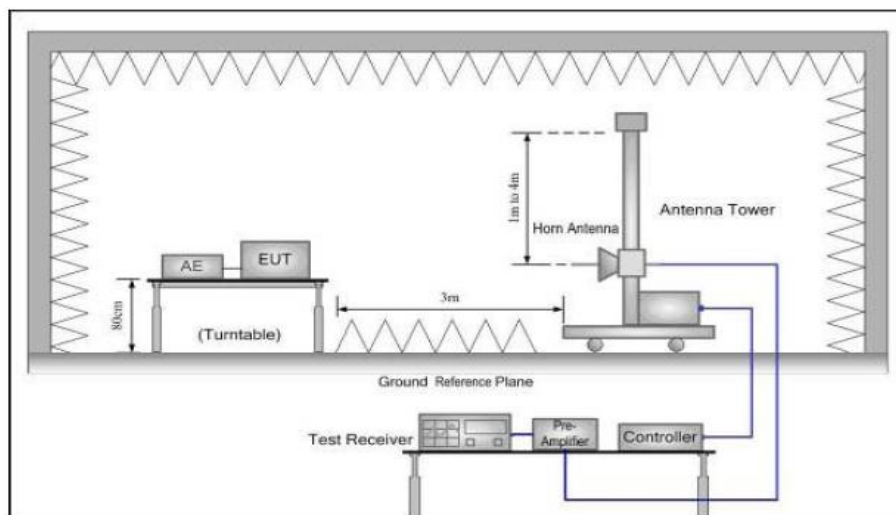 1m to 4m
Horn Antenna
Antenna Tower
AE
EUT
80cm
(Turntable)
3m
Ground Reference Plane
Test Receiver
Pre-
Amplifier
Controller